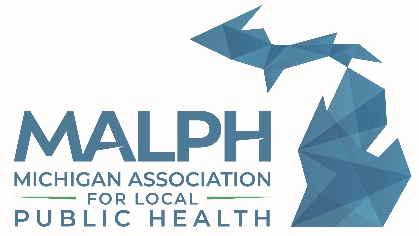 MALPH
MICHIGAN ASSOCIATION
FOR LOCAL
PUBLIC HEALTH